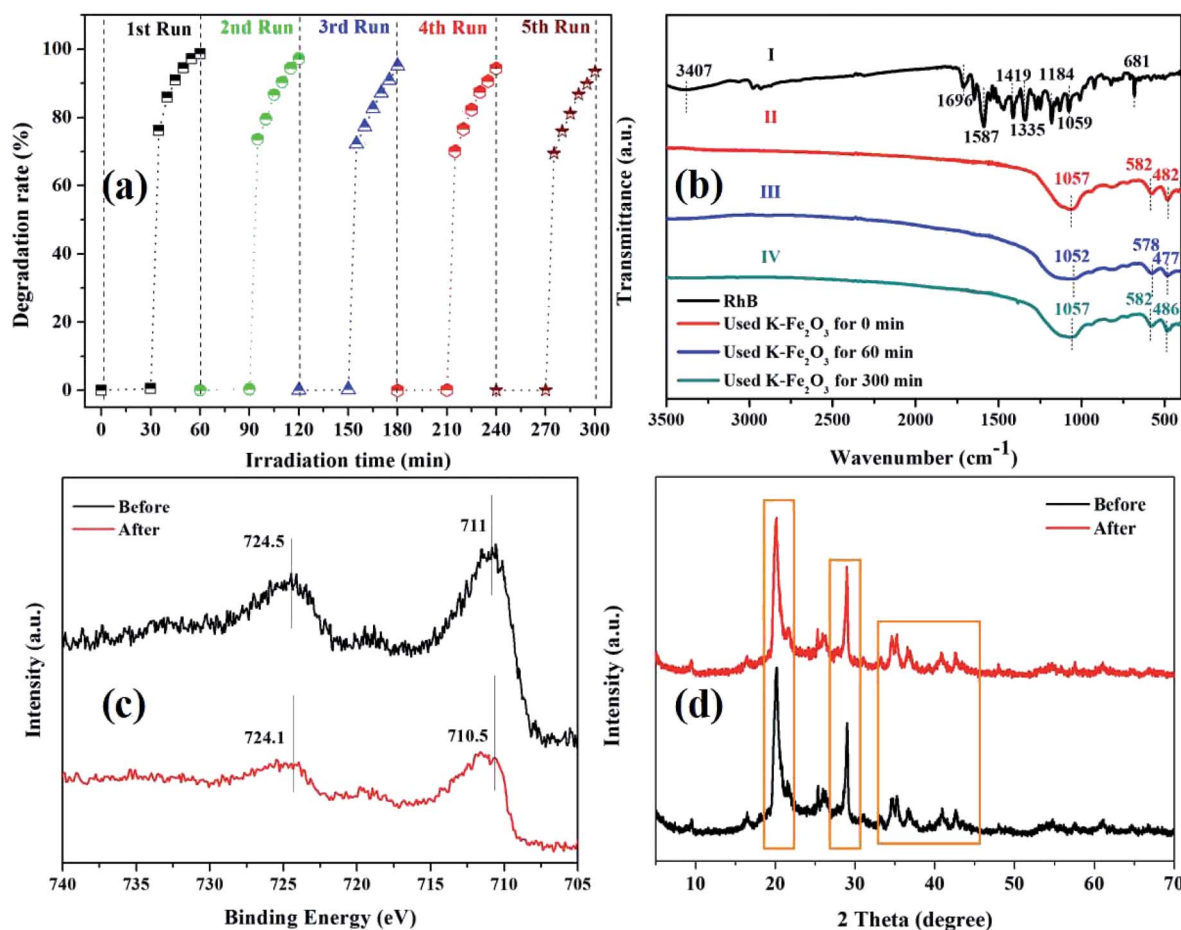 1st Run 2nd Run 3rd Run 4th Run 5th Run
100
80
60
40
20
0
Degradation rate (%)
(a)
0 30 60 90 120 150 180 210 240 270 300
Irradiation time (min)
I
3407
1696
1587
1419
1335
1184
1059
681
II
1057
582
482
III
1052
578
477
IV
1057
582
486
(b)
Transmittance (a.u.)
RhB
Used K-Fe₂O₃ for 0 min
Used K-Fe₂O₃ for 60 min
Used K-Fe₂O₃ for 300 min
3500 3000 2500 2000 1500 1000 500
Wavenumber (cm⁻¹)
Before
After
724.5
711
724.1
710.5
(c)
Intensity (a.u.)
740 735 730 725 720 715 710 705
Binding Energy (eV)
Before
After
(d)
Intensity (a.u.)
10 20 30 40 50 60 70
2 Theta (degree)